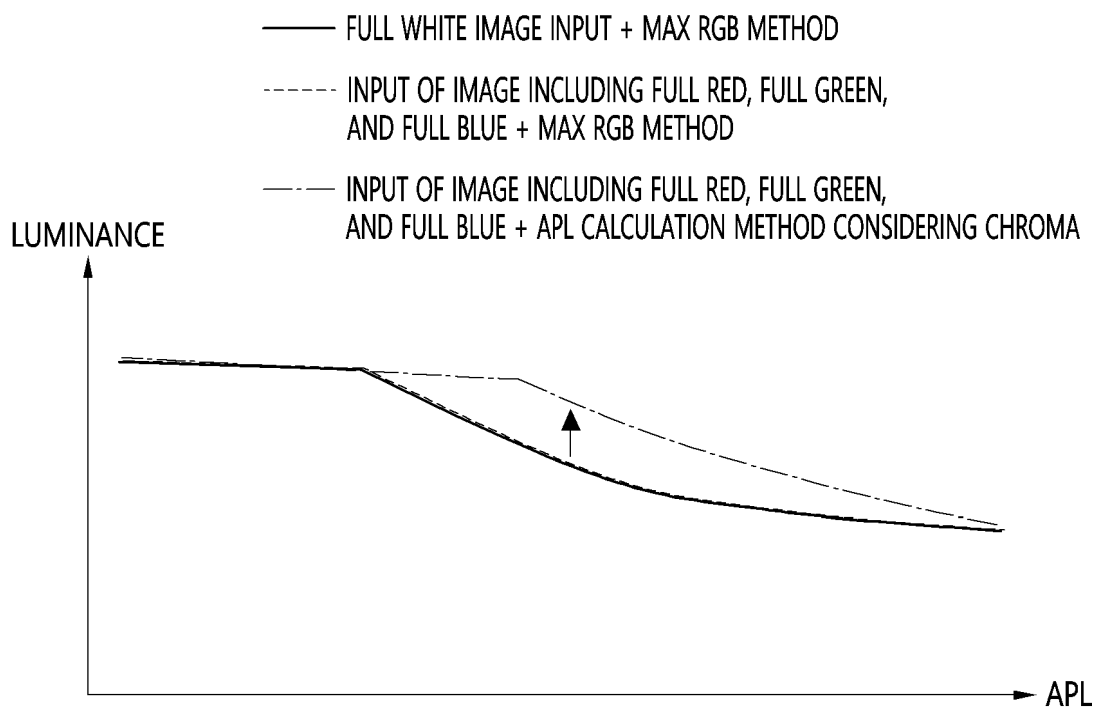 FULL WHITE IMAGE INPUT + MAX RGB METHOD
INPUT OF IMAGE INCLUDING FULL RED, FULL GREEN,
AND FULL BLUE + MAX RGB METHOD
INPUT OF IMAGE INCLUDING FULL RED, FULL GREEN,
AND FULL BLUE + APL CALCULATION METHOD CONSIDERING CHROMA
LUMINANCE
APL